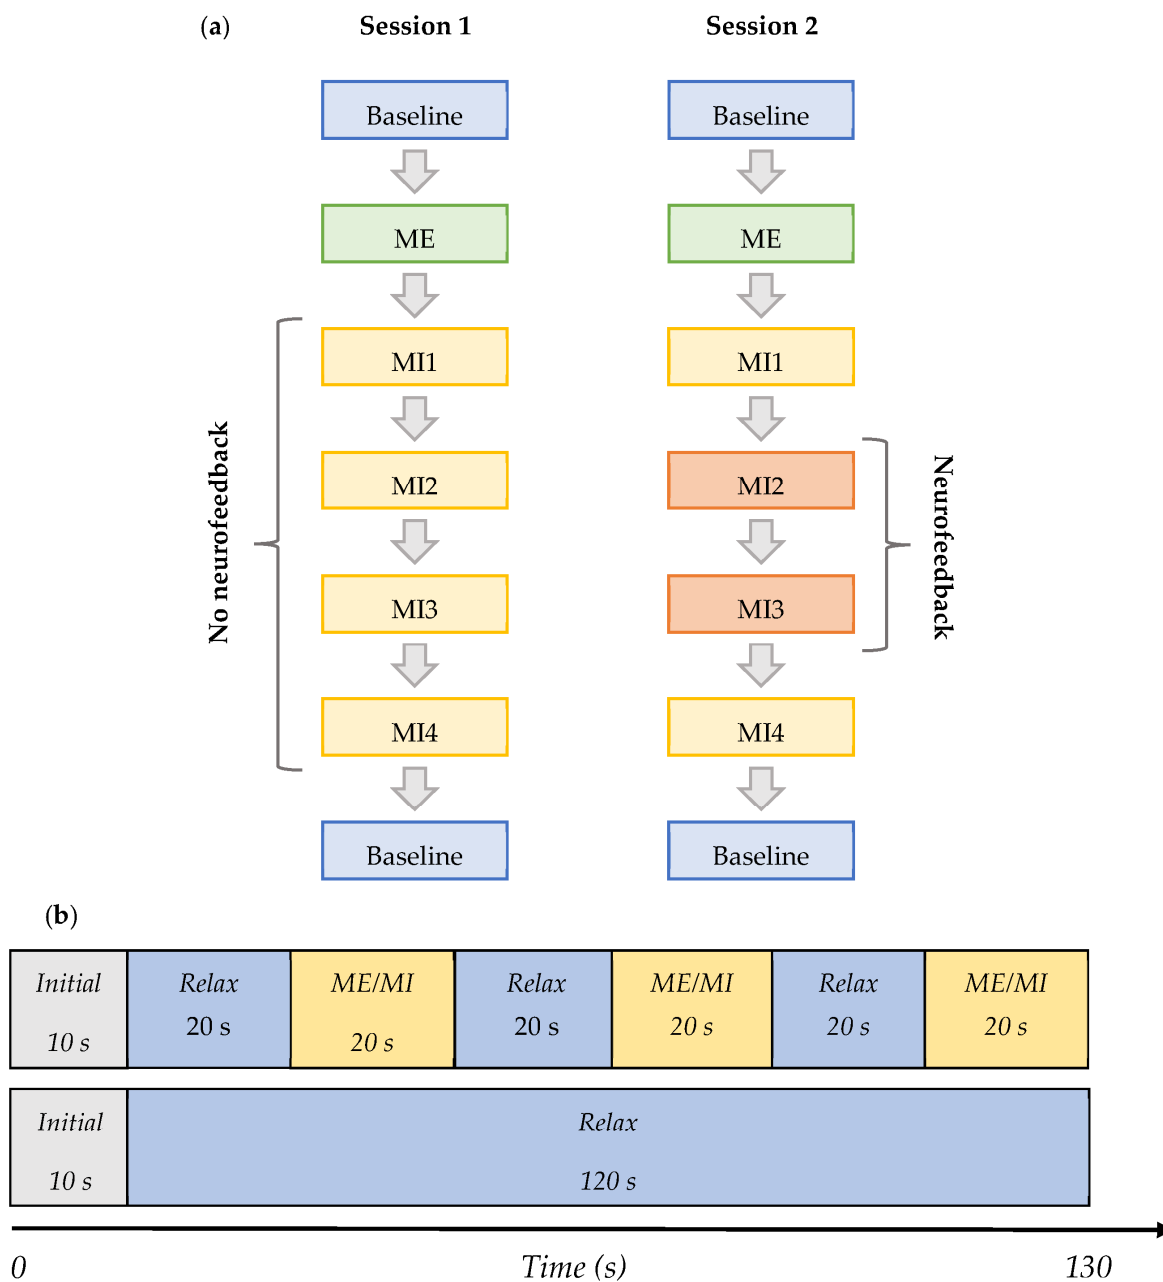 (a) Session 1 Session 2
Baseline Baseline
ME ME
MI1 MI1
MI2 MI2
MI3 MI3
MI4 MI4
Baseline Baseline
No neurofeedback
Neurofeedback
(b)
Initial Relax ME/MI Relax ME/MI Relax ME/MI
10 s 20 s 20 s 20 s 20 s 20 s 20 s
Initial Relax
10 s 120 s
0 Time (s) 130